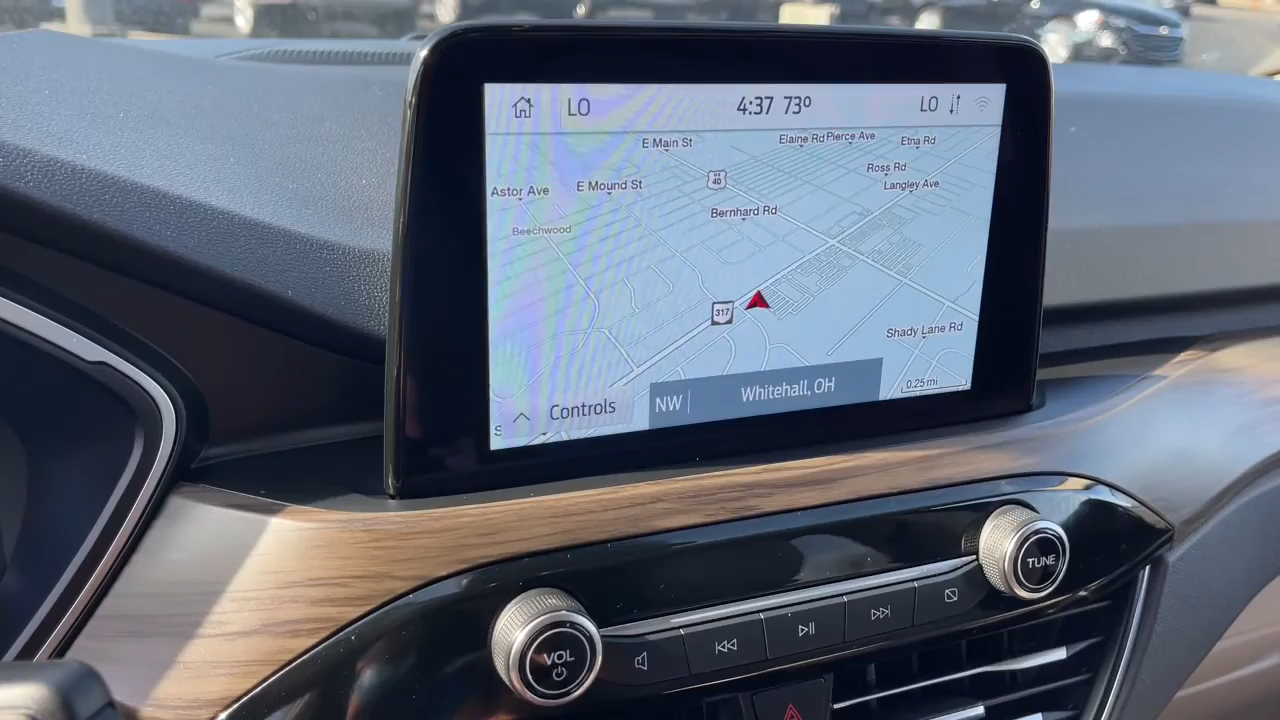 LO 4:37 73° LO
E Main St Elaine Rd Pierce Ave Etna Rd
Ross Rd
US 40
Astor Ave E Mound St Langley Ave
Bernhard Rd
Beechwood
317
Shady Lane Rd
0.25 mi
Controls NW Whitehall, OH
S
TUNE
VOL